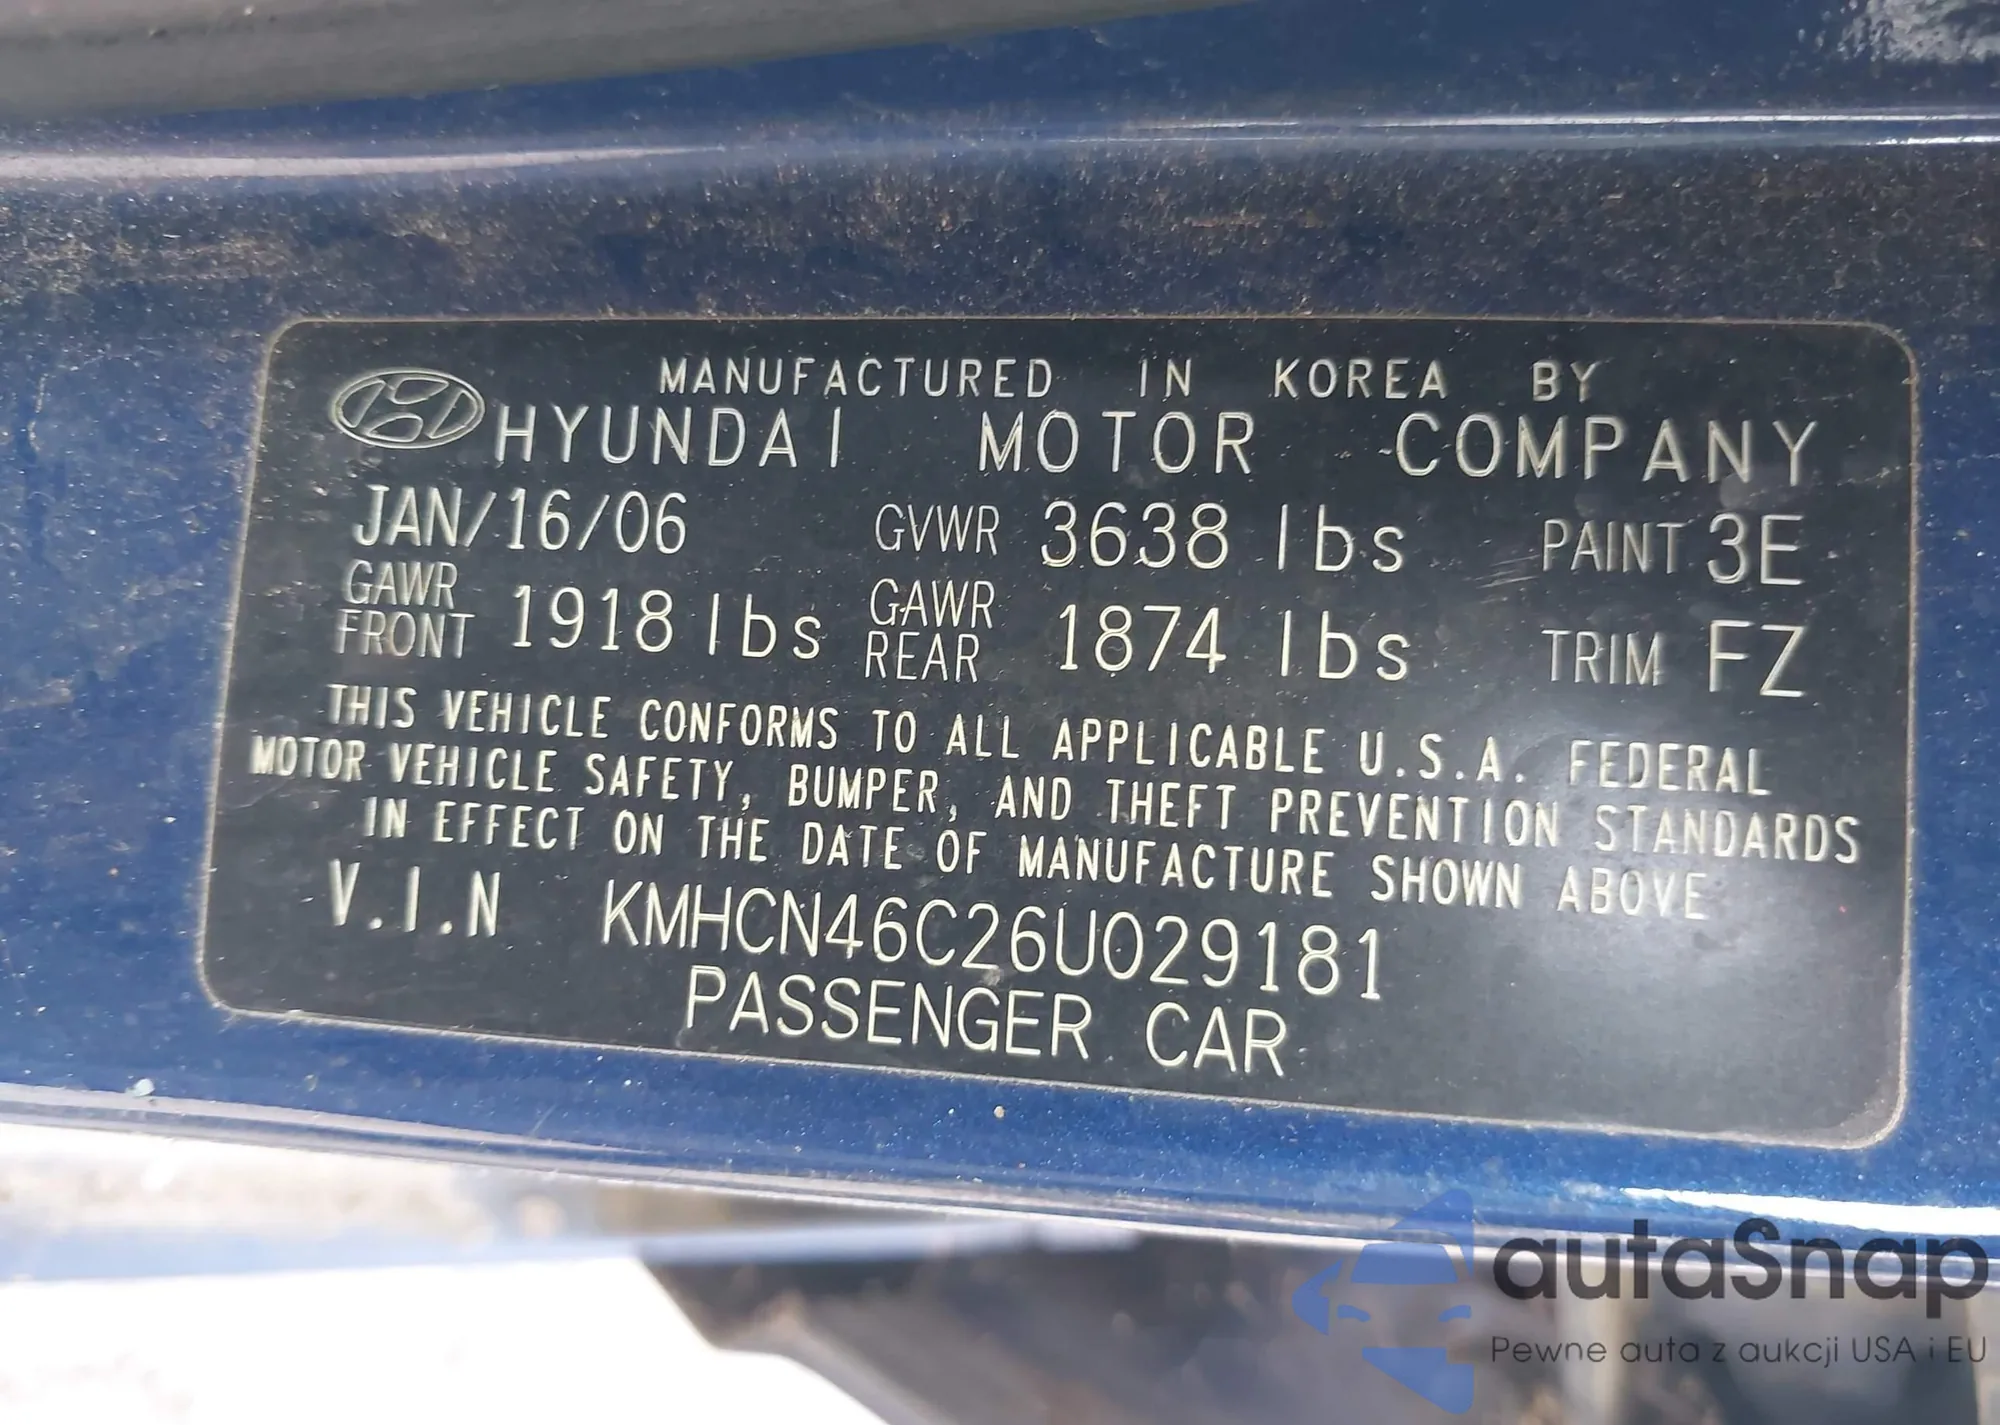 MANUFACTURED IN KOREA BY
HYUNDAI MOTOR COMPANY
JAN/16/06 GVWR 3638 lbs PAINT 3E
GAWR FRONT 1918 lbs GAWR REAR 1874 lbs TRIM FZ
THIS VEHICLE CONFORMS TO ALL APPLICABLE U.S.A. FEDERAL
MOTOR VEHICLE SAFETY, BUMPER, AND THEFT PREVENTION STANDARDS
IN EFFECT ON THE DATE OF MANUFACTURE SHOWN ABOVE
V.I.N KMHCN46C26U029181
PASSENGER CAR
autaSnap
Pewne auta z aukcji USA i EU